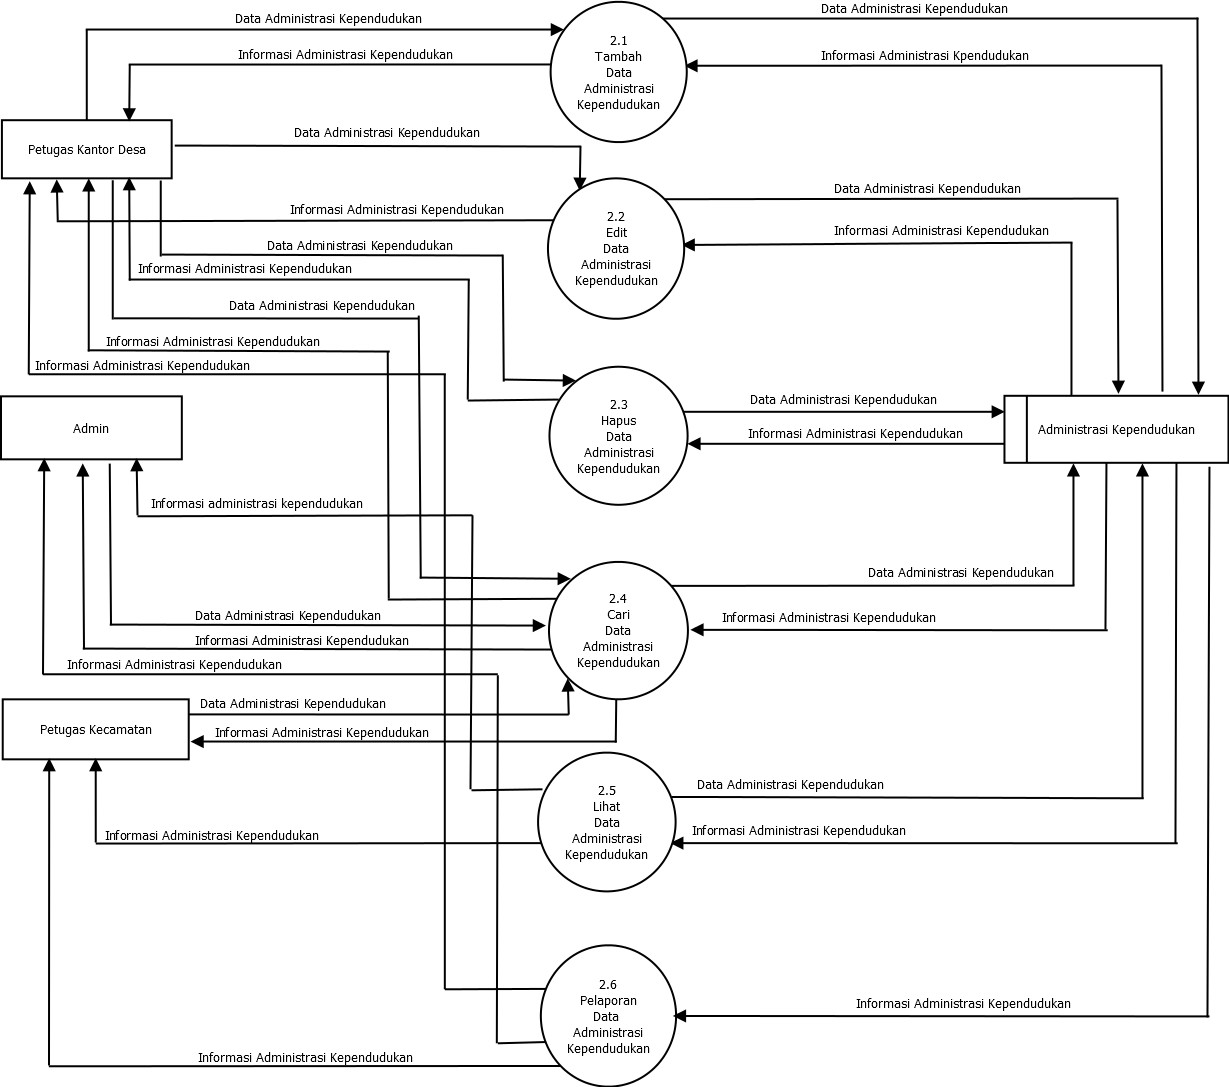 Data Administrasi Kependudukan
Data Administrasi Kependudukan
Informasi Administrasi Kependudukan
Informasi Administrasi Kpendudukan
2.1
Tambah
Data
Administrasi
Kependudukan
Petugas Kantor Desa
Data Administrasi Kependudukan
Data Administrasi Kependudukan
Informasi Administrasi Kependudukan
Informasi Administrasi Kependudukan
2.2
Edit
Data
Administrasi
Kependudukan
Data Administrasi Kependudukan
Informasi Administrasi Kependudukan
Data Administrasi Kependudukan
Informasi Administrasi Kependudukan
Informasi Administrasi Kependudukan
2.3
Hapus
Data
Administrasi
Kependudukan
Data Administrasi Kependudukan
Informasi Administrasi Kependudukan
Administrasi Kependudukan
Admin
Informasi administrasi kependudukan
2.4
Cari
Data
Administrasi
Kependudukan
Data Administrasi Kependudukan
Informasi Administrasi Kependudukan
Data Administrasi Kependudukan
Informasi Administrasi Kependudukan
Informasi Administrasi Kependudukan
Petugas Kecamatan
Data Administrasi Kependudukan
Informasi Administrasi Kependudukan
2.5
Lihat
Data
Administrasi
Kependudukan
Data Administrasi Kependudukan
Informasi Administrasi Kependudukan
Informasi Administrasi Kependudukan
2.6
Pelaporan
Data
Administrasi
Kependudukan
Informasi Administrasi Kependudukan
Informasi Administrasi Kependudukan